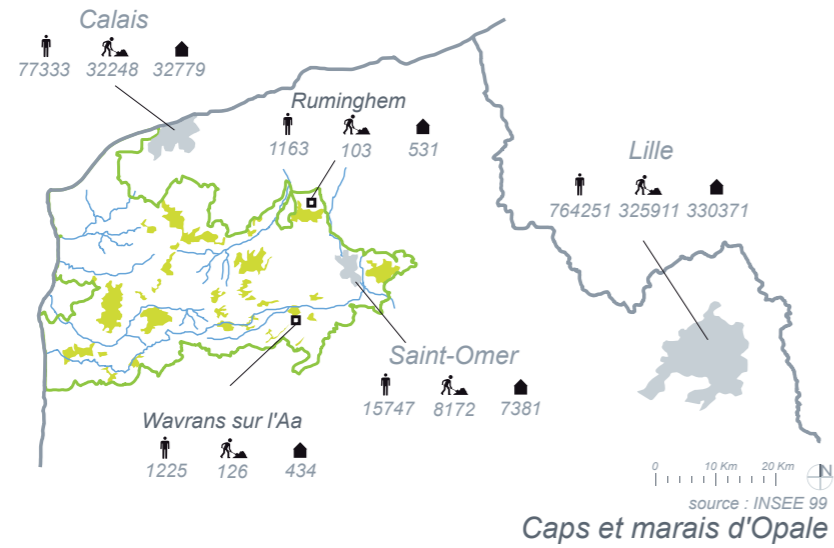 Calais
77333 32248 32779
Ruminghem
1163 103 531
Lille
764251 325911 330371
Saint-Omer
15747 8172 7381
Wavrans sur l'Aa
1225 126 434
0 10 Km 20 Km N
source : INSEE 99
Caps et marais d'Opale